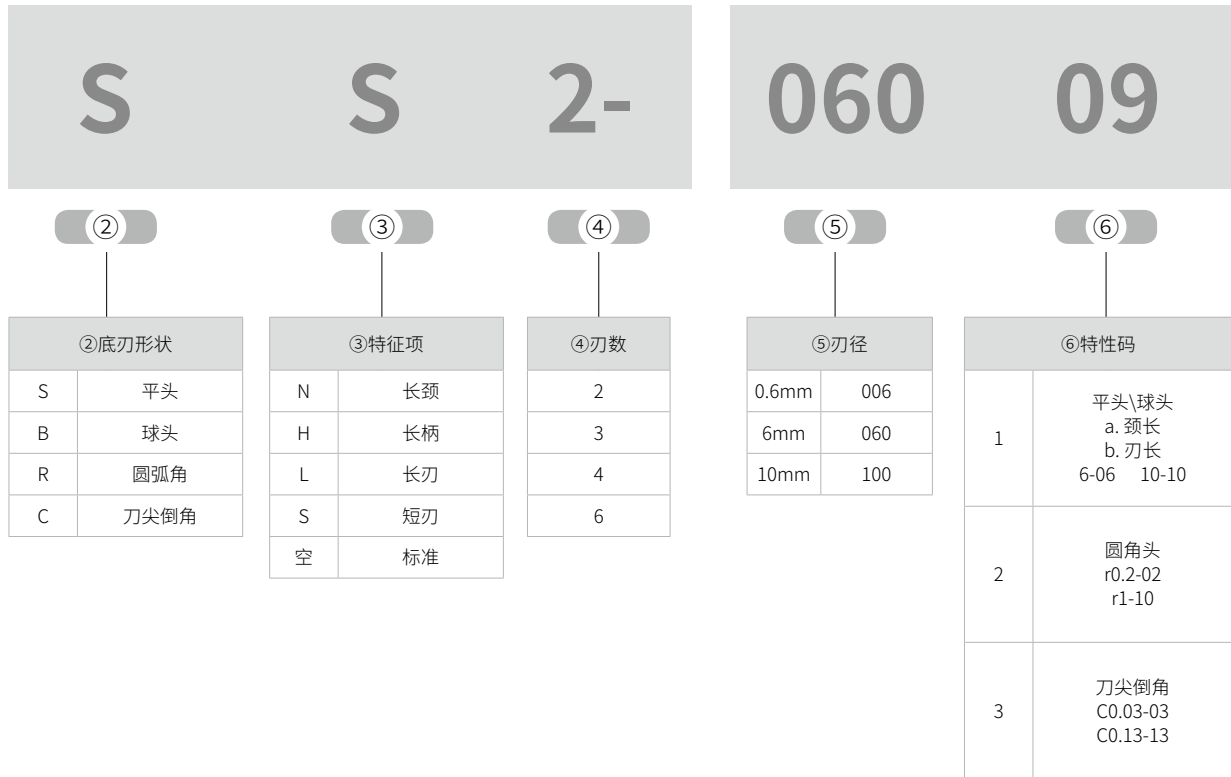 S S 2- 060 09
② ③ ④ ⑤ ⑥
②底刃形状
S 平头
B 球头
R 圆弧角
C 刀尖倒角
③特征项
N 长颈
H 长柄
L 长刃
S 短刃
空 标准
④刃数
2
3
4
6
⑤刃径
0.6mm 006
6mm 060
10mm 100
⑥特性码
1
平头\球头
a. 颈长
b. 刃长
6-06 10-10
2
圆角头
r0.2-02
r1-10
3
刀尖倒角
C0.03-03
C0.13-13